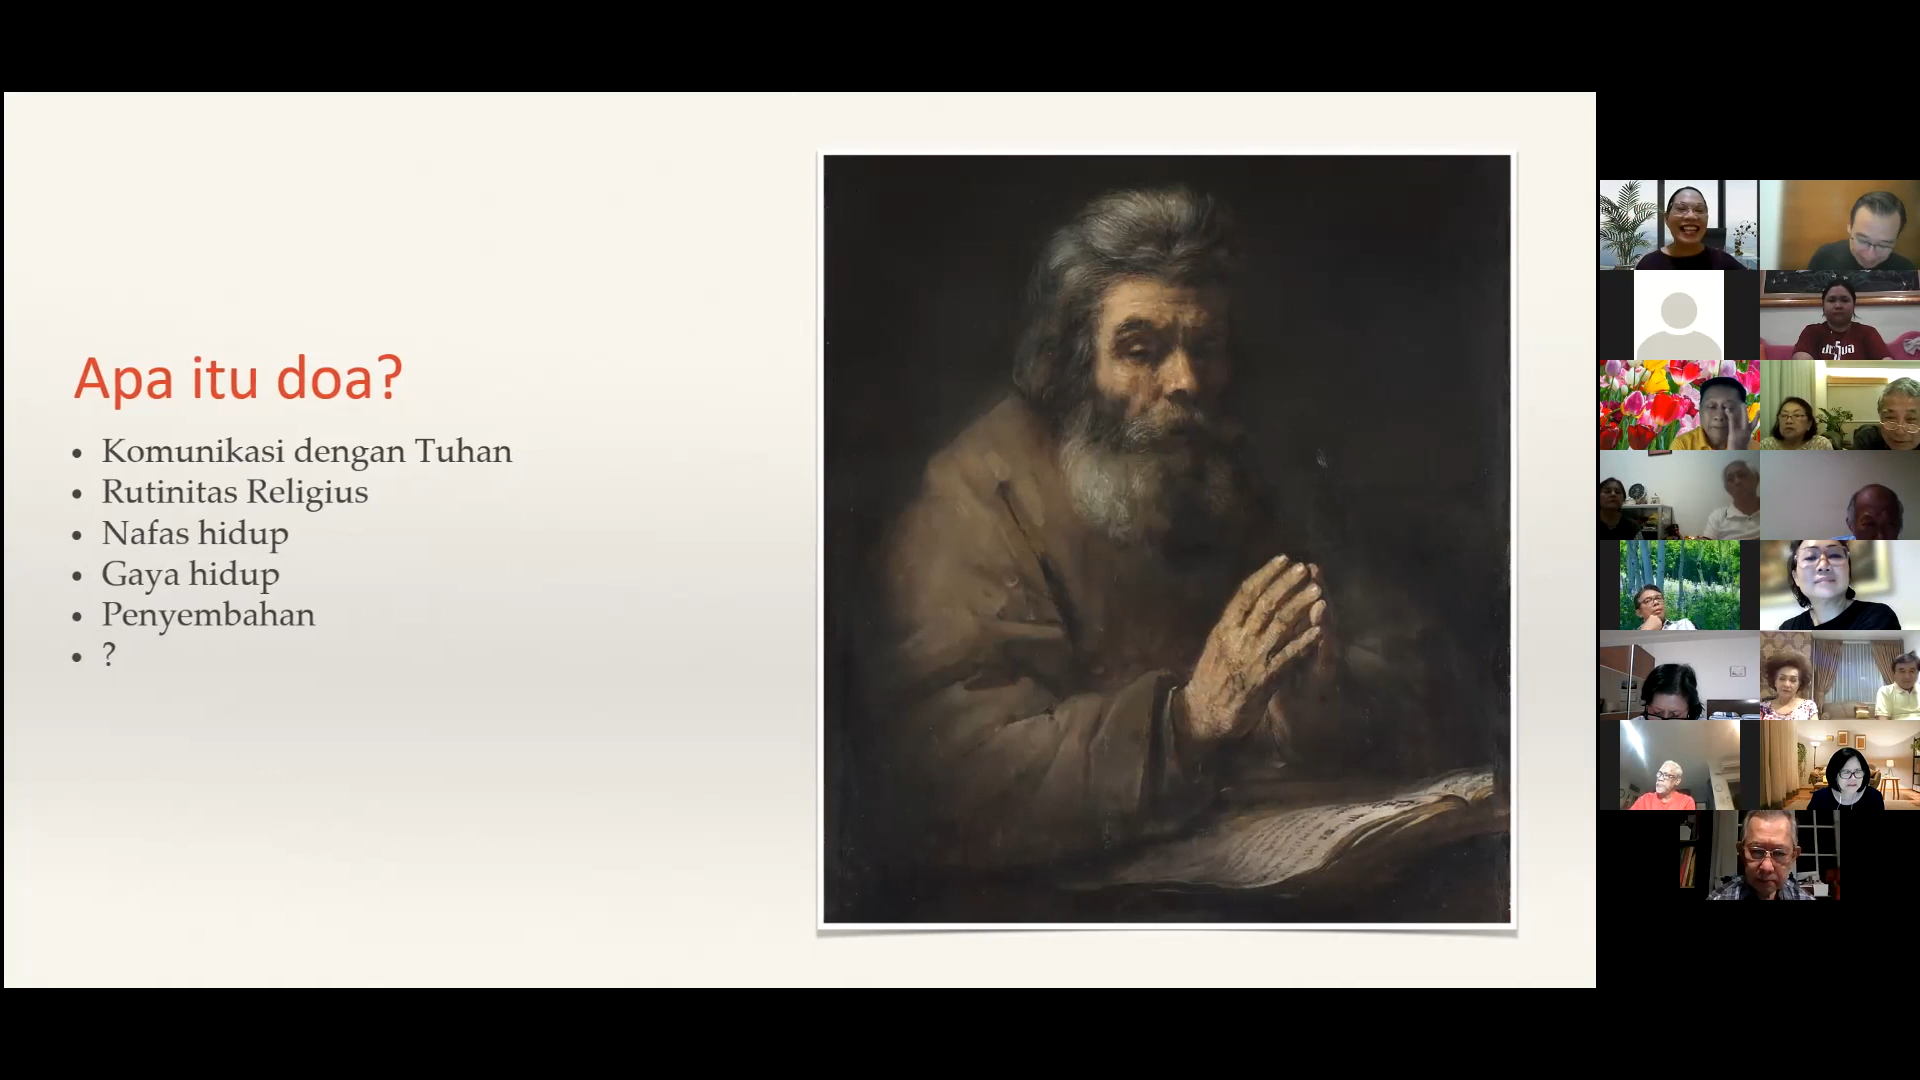 Apa itu doa?
• Komunikasi dengan Tuhan
• Rutinitas Religius
• Nafas hidup
• Gaya hidup
• Penyembahan
• ?